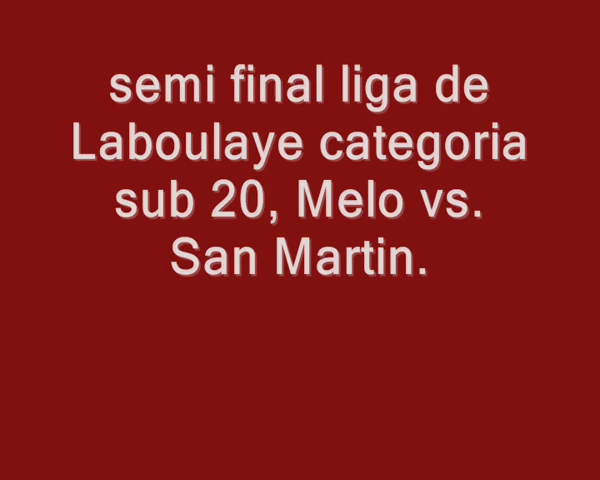 semi final liga de
Laboulaye categoria
sub 20, Melo vs.
San Martin.